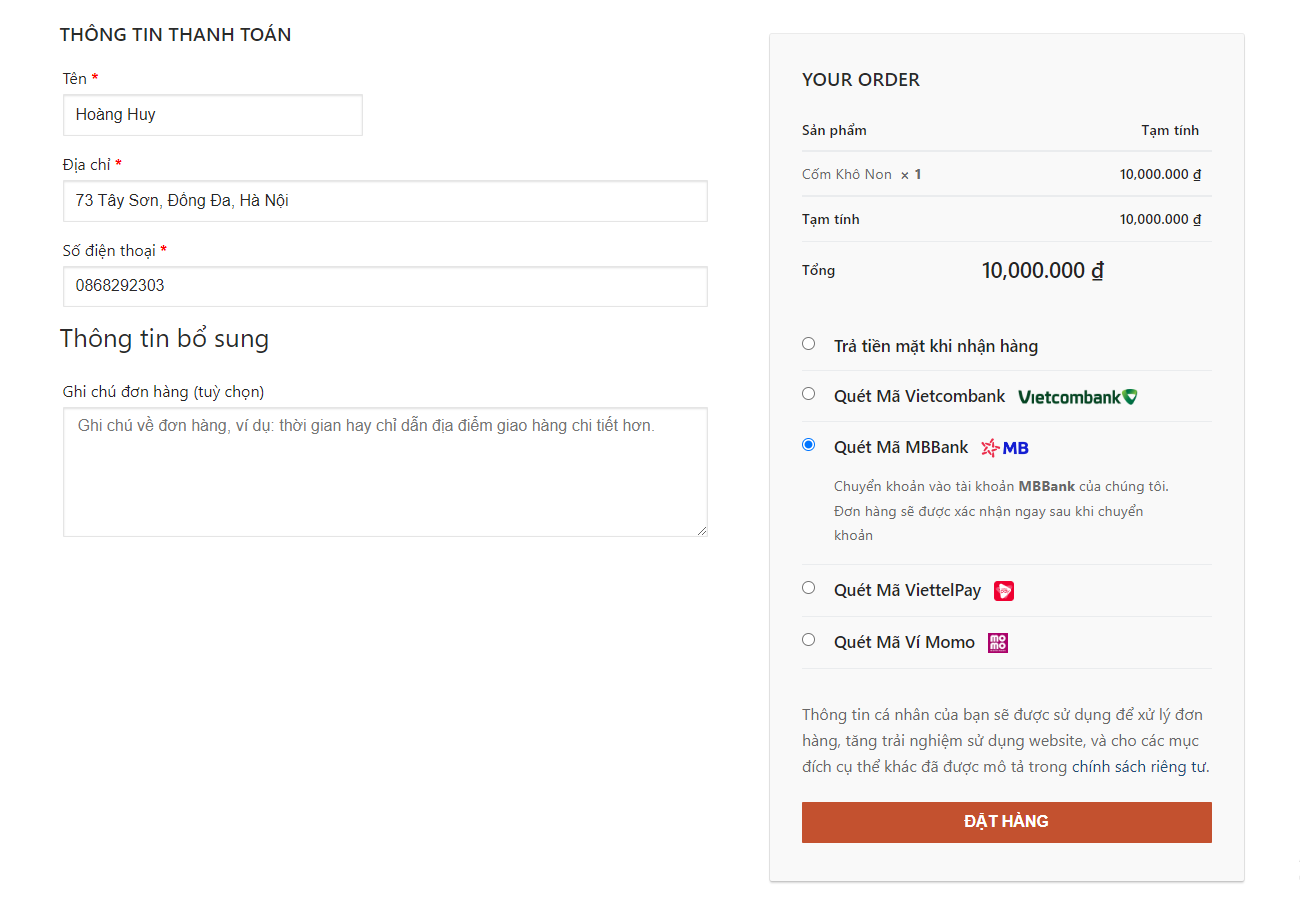 THÔNG TIN THANH TOÁN
Tên *
Hoàng Huy
Địa chỉ *
73 Tây Sơn, Đống Đa, Hà Nội
Số điện thoại *
0868292303
Thông tin bổ sung
Ghi chú đơn hàng (tuỳ chọn)
Ghi chú về đơn hàng, ví dụ: thời gian hay chỉ dẫn địa điểm giao hàng chi tiết hơn.
YOUR ORDER
Sản phẩm Tạm tính
Cốm Khô Non × 1 10,000.000 ₫
Tạm tính 10,000.000 ₫
Tổng 10,000.000 ₫
Trả tiền mặt khi nhận hàng
Quét Mã Vietcombank Vietcombank
Quét Mã MBBank MB
Chuyển khoản vào tài khoản MBBank của chúng tôi.
Đơn hàng sẽ được xác nhận ngay sau khi chuyển
khoản
Quét Mã ViettelPay
Quét Mã Ví Momo mo
mo
Thông tin cá nhân của bạn sẽ được sử dụng để xử lý đơn
hàng, tăng trải nghiệm sử dụng website, và cho các mục
đích cụ thể khác đã được mô tả trong chính sách riêng tư.
ĐẶT HÀNG